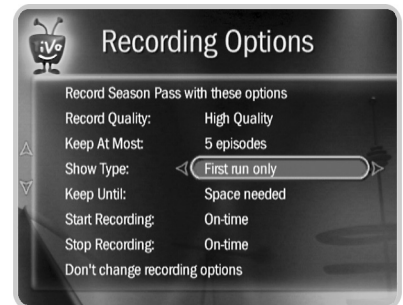 TiVo
Recording Options
Record Season Pass with these options
Record Quality: High Quality
Keep At Most: 5 episodes
Show Type: First run only
Keep Until: Space needed
Start Recording: On-time
Stop Recording: On-time
Don't change recording options